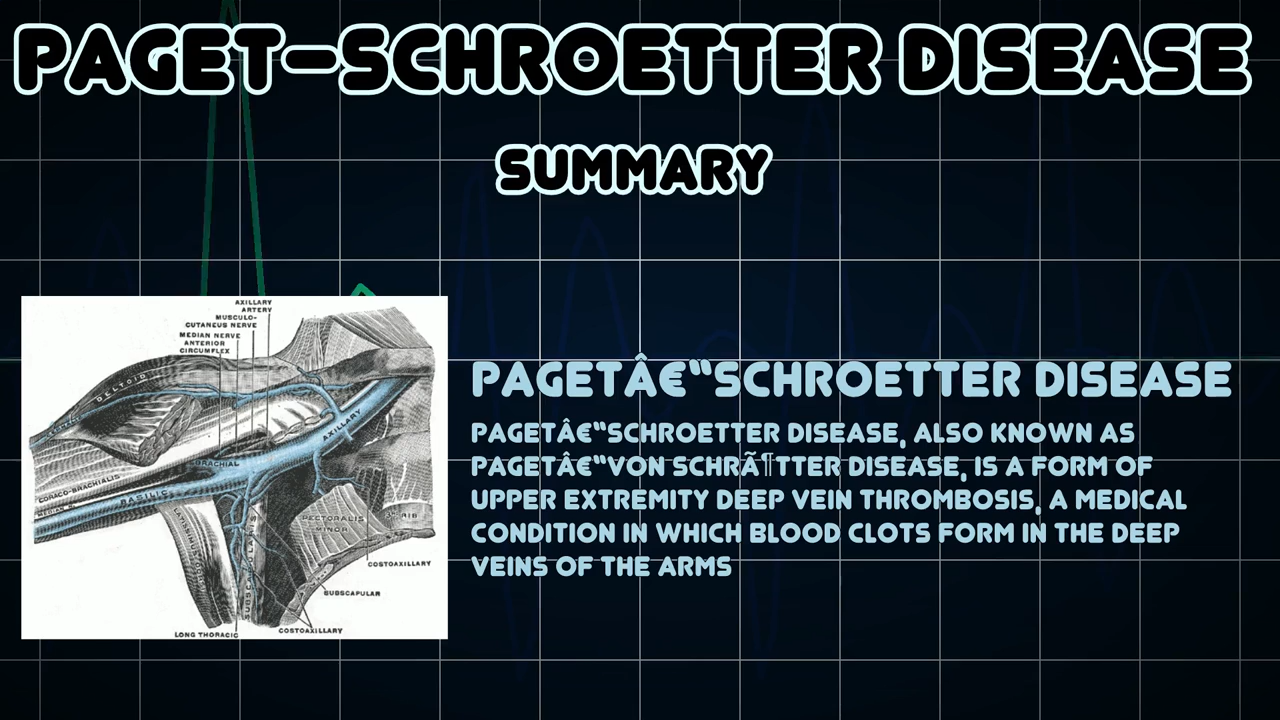 PAGET-SCHROETTER DISEASE
SUMMARY
AXILLARY
ARTERY
MUSCULO-
CUTANEUS NERVE
MEDIAN NERVE
ANTERIOR
CIRCUMFLEX
DELTOID
AXILLARY
BRACHIAL
CORACO-BRACHIALIS
BASILIC
PECTORALIS
MINOR
RIB
COSTOAXILLARY
SUBSCAPULAR
COSTOAXILLARY
LONG THORACIC
PAGETÂ€“SCHROETTER DISEASE
PAGETÂ€“SCHROETTER DISEASE, ALSO KNOWN AS
PAGETÂ€“VON SCHRÃ¶TTER DISEASE, IS A FORM OF
UPPER EXTREMITY DEEP VEIN THROMBOSIS, A MEDICAL
CONDITION IN WHICH BLOOD CLOTS FORM IN THE DEEP
VEINS OF THE ARMS